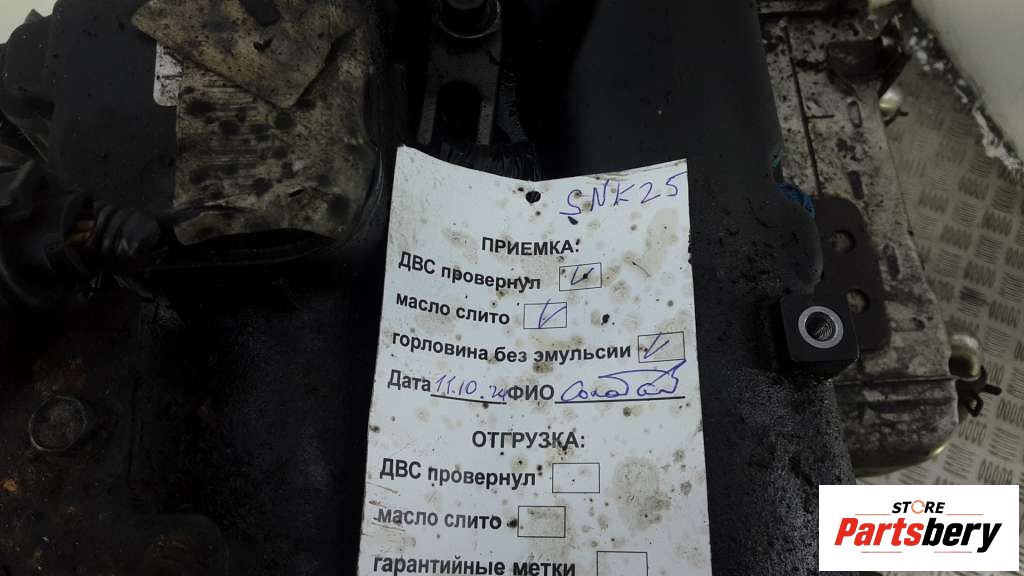 SNK25
ПРИЕМКА:
ДВС провернул
масло слито
горловина без эмульсии
Дата 11.10.24 ФИО
ОТГРУЗКА:
ДВС провернул
масло слито
гарантийные метки
STORE
Partsbery